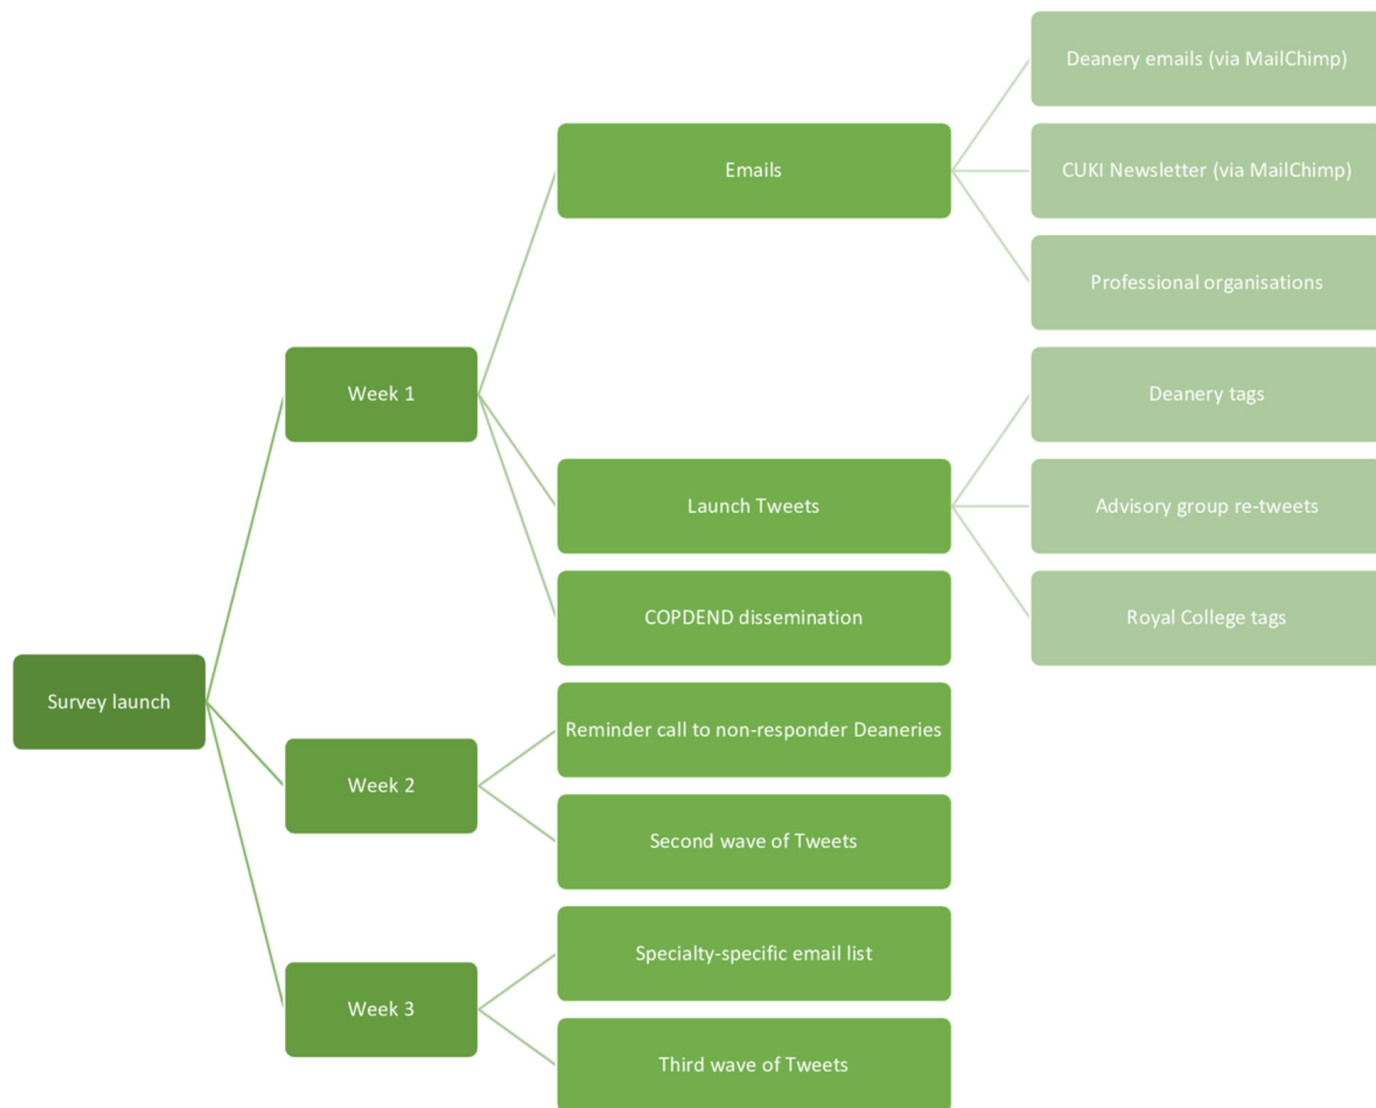 Survey launch
Week 1
Emails
Deanery emails (via MailChimp)
CUKI Newsletter (via MailChimp)
Professional organisations
Launch Tweets
Deanery tags
Advisory group re-tweets
Royal College tags
COPDEND dissemination
Week 2
Reminder call to non-responder Deaneries
Second wave of Tweets
Week 3
Specialty-specific email list
Third wave of Tweets